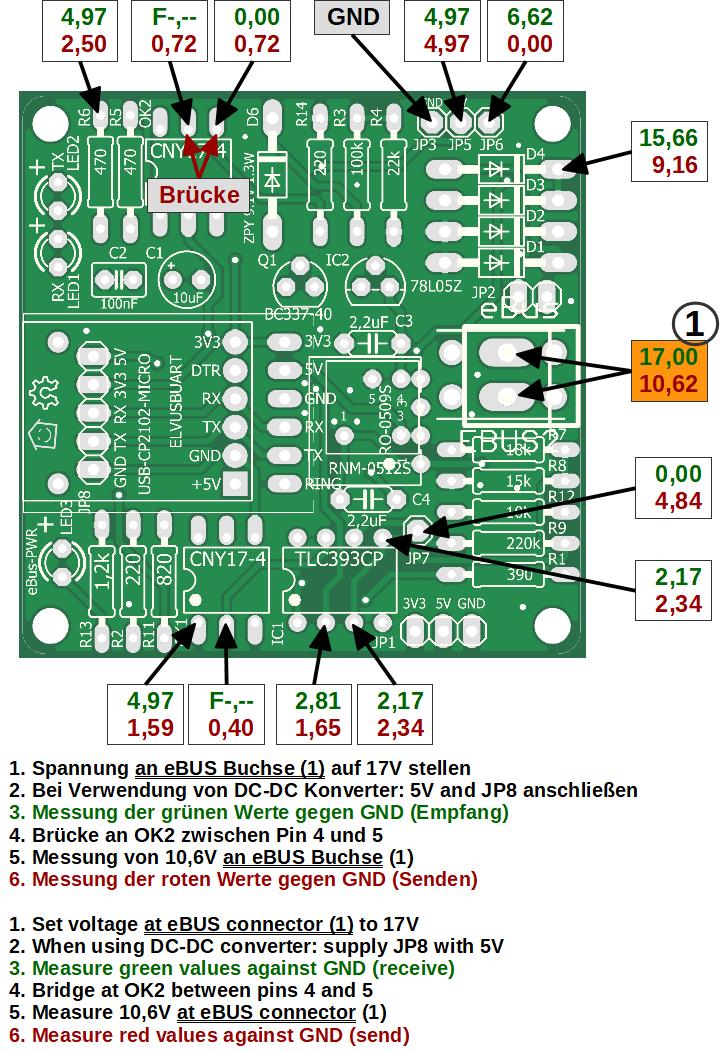 4,97
2,50
F-,--
0,72
0,00
0,72
GND
4,97
4,97
6,62
0,00
15,66
9,16
R6
R5
OK2
D6
R14
R3
R4
JP3 JP5 JP6
LED2
TX
470
470
Brücke
100k
22k
D4
D3
D2
D1
C2
C1
Q1
IC2
78L05Z
JP2
RX
LED1
100nF
10uF
BC337-40
2,2uF
C3
1
17,00
10,62
3V3
DTR
RX
TX
GND
+5V
3V3
5V
GND
RX
TX
RING
GND TX RX 3V3 5V
USB-CP2102-MICRO
ELVUSBUART
JP8
5
4
3
1
RO-0509S
RNM-0512S
EBUS
R7
R8
15k
R12
R9
220k
R1
390
0,00
4,84
2,2uF
C4
JP7
LED3
eBus-PWR
1,2k
220
820
CNY17-4
TLC393CP
2,17
2,34
3V3 5V GND
R13
R2
R11
IC1
JP1
4,97
1,59
F-,--
0,40
2,81
1,65
2,17
2,34
1. Spannung an eBUS Buchse (1) auf 17V stellen
2. Bei Verwendung von DC-DC Konverter: 5V and JP8 anschließen
3. Messung der grünen Werte gegen GND (Empfang)
4. Brücke an OK2 zwischen Pin 4 und 5
5. Messung von 10,6V an eBUS Buchse (1)
6. Messung der roten Werte gegen GND (Senden)
1. Set voltage at eBUS connector (1) to 17V
2. When using DC-DC converter: supply JP8 with 5V
3. Measure green values against GND (receive)
4. Bridge at OK2 between pins 4 and 5
5. Measure 10,6V at eBUS connector (1)
6. Measure red values against GND (send)